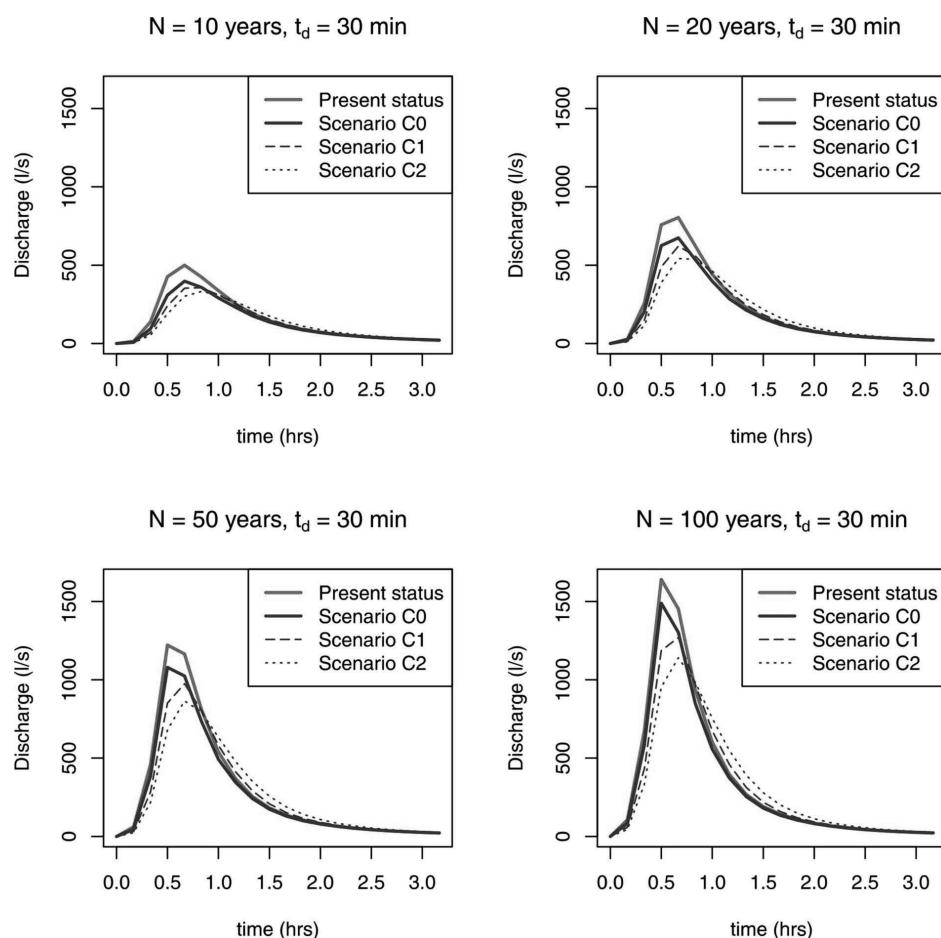 N = 10 years, t_d = 30 min
Discharge (l/s)
1500
1000
500
0
Present status
Scenario C0
Scenario C1
Scenario C2
0.0 0.5 1.0 1.5 2.0 2.5 3.0
time (hrs)
N = 20 years, t_d = 30 min
Discharge (l/s)
1500
1000
500
0
Present status
Scenario C0
Scenario C1
Scenario C2
0.0 0.5 1.0 1.5 2.0 2.5 3.0
time (hrs)
N = 50 years, t_d = 30 min
Discharge (l/s)
1500
1000
500
0
Present status
Scenario C0
Scenario C1
Scenario C2
0.0 0.5 1.0 1.5 2.0 2.5 3.0
time (hrs)
N = 100 years, t_d = 30 min
Discharge (l/s)
1500
1000
500
0
Present status
Scenario C0
Scenario C1
Scenario C2
0.0 0.5 1.0 1.5 2.0 2.5 3.0
time (hrs)